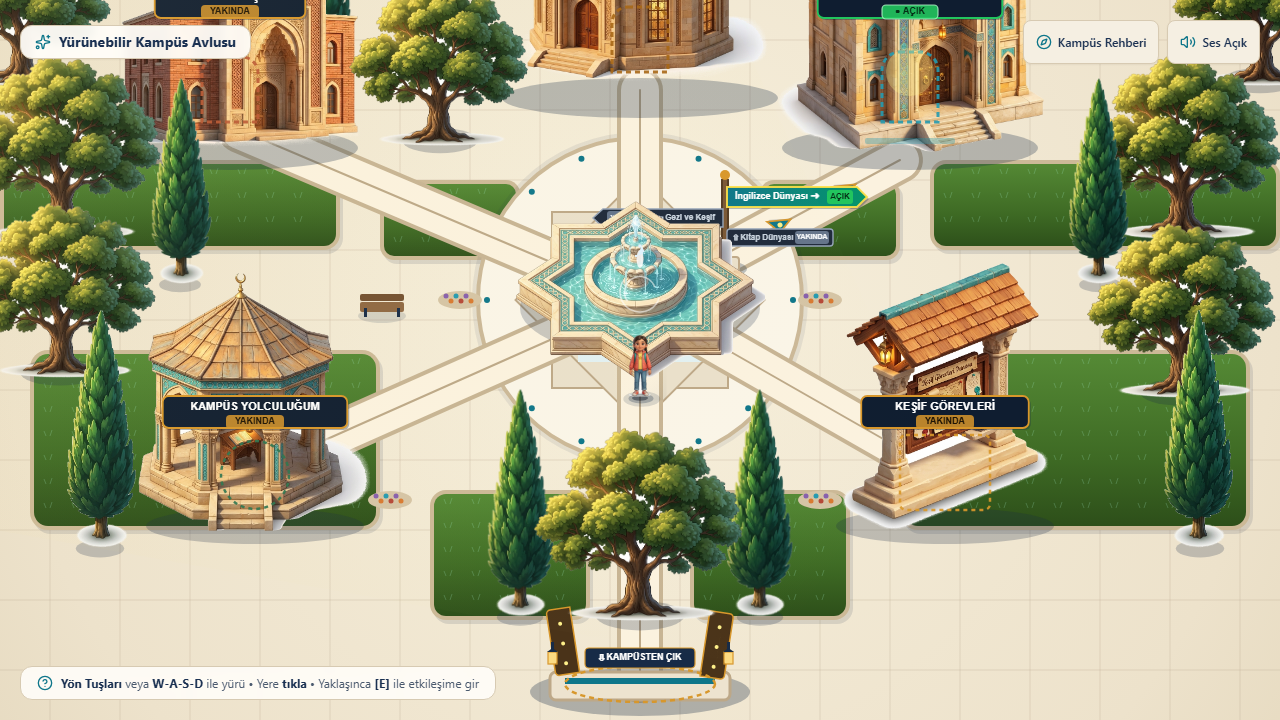 YAKINDA
AÇIK
Yürünebilir Kampüs Avlusu
Kampüs Rehberi
Ses Açık
İngilizce Dünyası ➜ AÇIK
Gezi ve Keşif
Kitap Dünyası YAKINDA
KAMPÜS YOLCULUĞUM
YAKINDA
KEŞİF GÖREVLERİ
YAKINDA
KAMPÜSTEN ÇIK
Yön Tuşları veya W-A-S-D ile yürü • Yere tıkla • Yaklaşınca [E] ile etkileşime gir